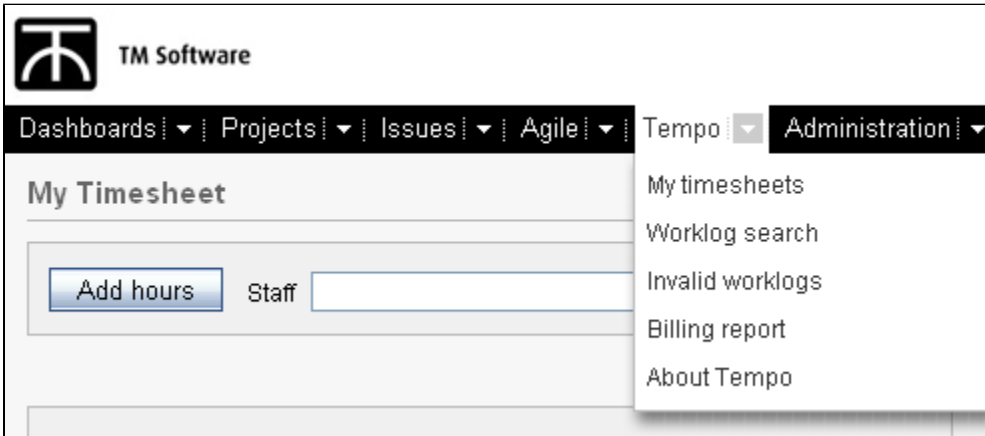 TM Software
Dashboards Projects Issues Agile Tempo Administration
My Timesheet
Add hours Staff
My timesheets
Worklog search
Invalid worklogs
Billing report
About Tempo